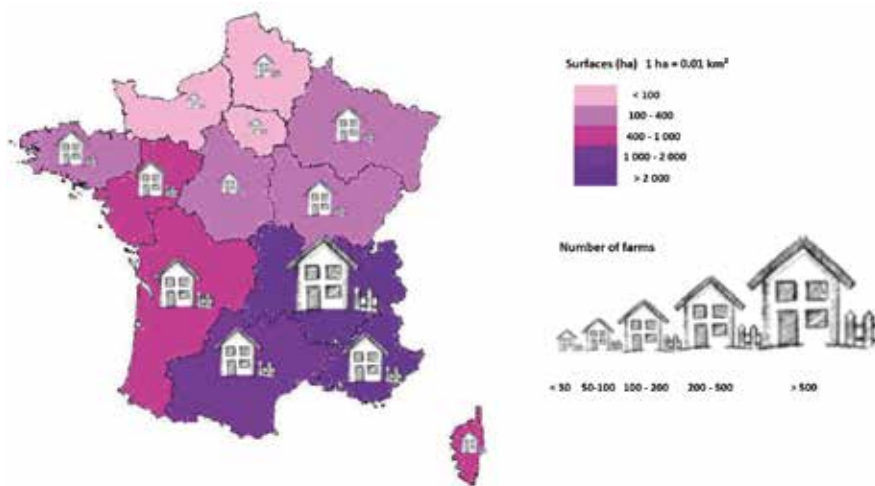 Surfaces (ha) 1 ha = 0.01 km²
< 100
100 - 400
400 - 1 000
1 000 - 2 000
> 2 000
Number of farms
< 50 50-100 100 - 200 200 - 500 > 500